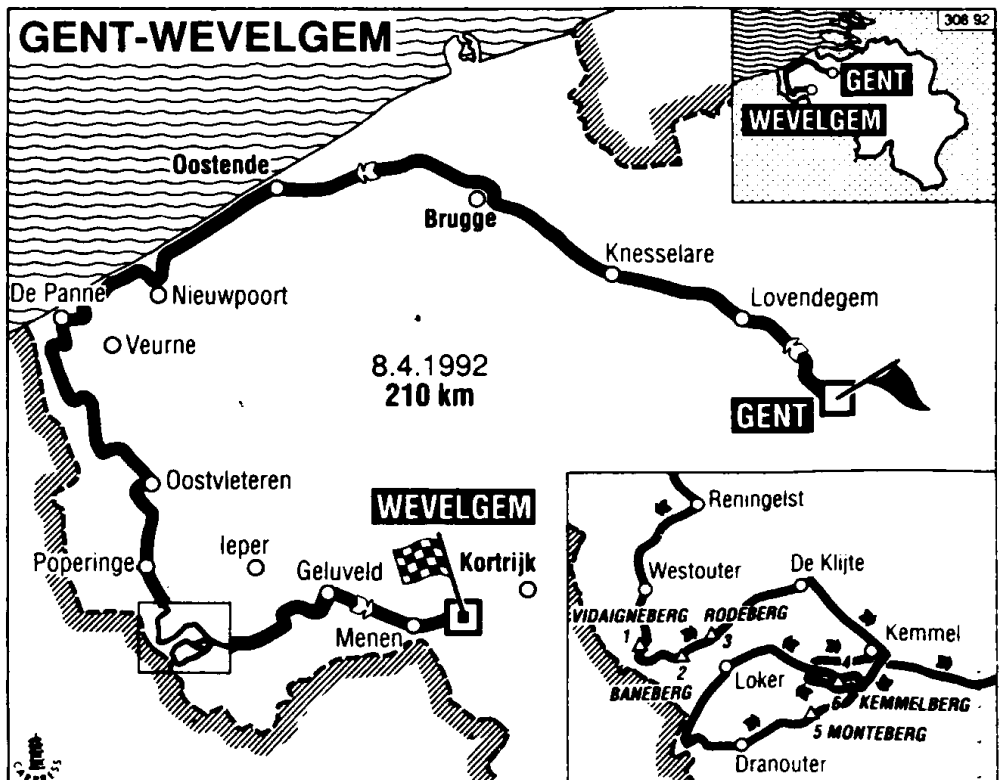 GENT-WEVELGEM
308 92
GENT
WEVELGEM
Oostende
Brugge
Knesselare
De Panne
Nieuwpoort
Lovendegem
Veurne
8.4.1992
210 km
GENT
Oostvleteren
WEVELGEM
Ieper
Poperinge
Geluveld
Kortrijk
Menen
Reningelst
Westouter
De Klijte
VIDAIGNEBERG
RODEBERG
1
3
2
Kemmel
4
BANEBERG
Loker
6 KEMMELBERG
5 MONTEBERG
Dranouter
CARPRESS